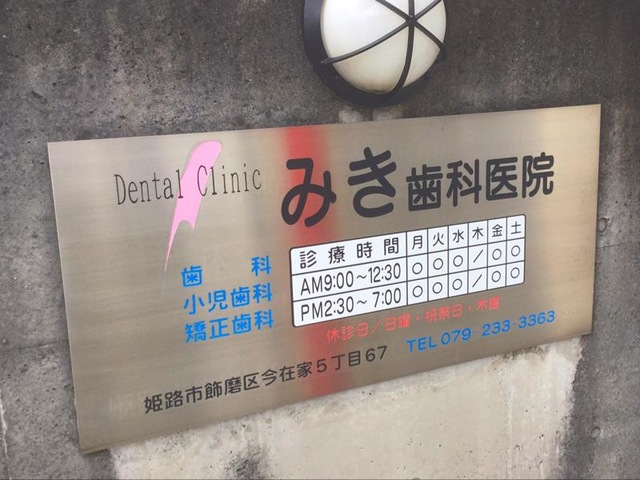 Dental Clinic
みき歯科医院
歯科
小児歯科
矯正歯科
診療時間 月 火 水 木 金 土
AM9:00〜12:30 ○ ○ ○ / ○ ○
PM2:30〜7:00 ○ ○ ○ / ○ ○
休診日/日曜・祝祭日・木曜
TEL 079-233-3363
姫路市飾磨区今在家5丁目67